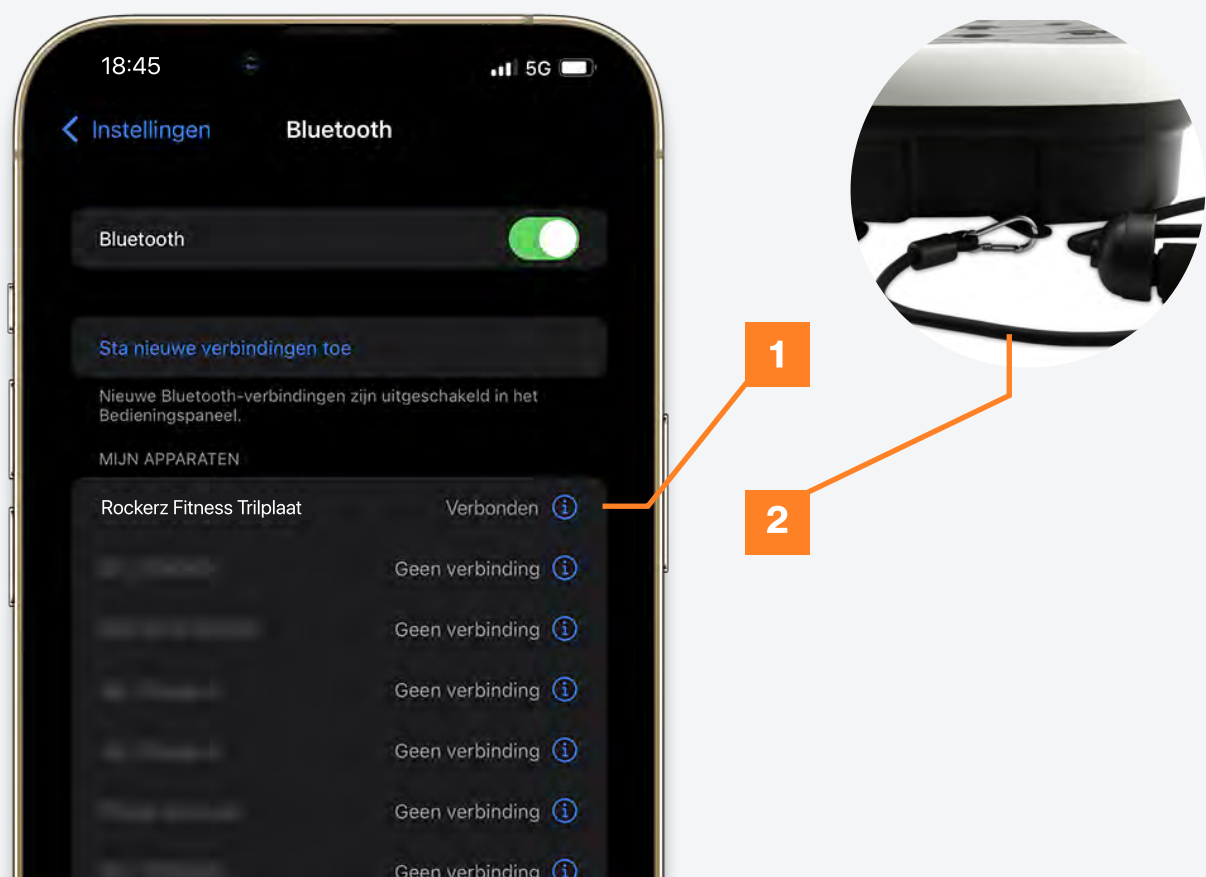 18:45
5G
Instellingen
Bluetooth
Bluetooth
Sta nieuwe verbindingen toe
Nieuwe Bluetooth-verbindingen zijn uitgeschakeld in het
Bedieningspaneel.
MIJN APPARATEN
Rockerz Fitness Trilplaat Verbonden
Geen verbinding
Geen verbinding
Geen verbinding
Geen verbinding
Geen verbinding
Geen verbinding
1
2